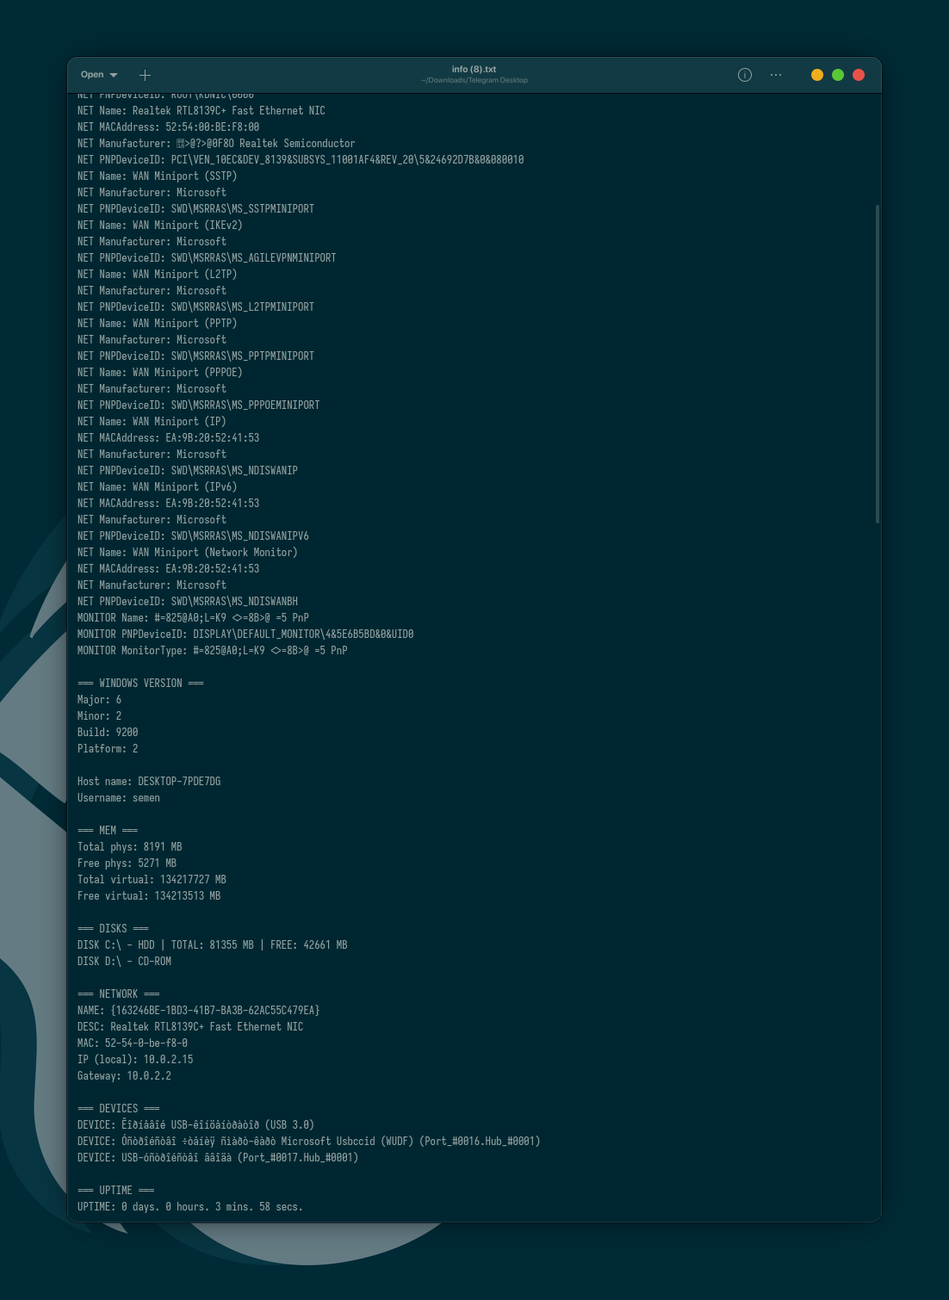 Open
info (8).txt
~/Downloads/Telegram Desktop
NET PNPDeviceID: ROOT\KDNIC\0000
NET Name: Realtek RTL8139C+ Fast Ethernet NIC
NET MACAddress: 52:54:00:BE:F8:00
NET Manufacturer: >@?>@0F8O Realtek Semiconductor
NET PNPDeviceID: PCI\VEN_10EC&DEV_8139&SUBSYS_11001AF4&REV_20\5&24692D7B&0&080010
NET Name: WAN Miniport (SSTP)
NET Manufacturer: Microsoft
NET PNPDeviceID: SWD\MSRRAS\MS_SSTPMINIPORT
NET Name: WAN Miniport (IKEv2)
NET Manufacturer: Microsoft
NET PNPDeviceID: SWD\MSRRAS\MS_AGILEVPNMINIPORT
NET Name: WAN Miniport (L2TP)
NET Manufacturer: Microsoft
NET PNPDeviceID: SWD\MSRRAS\MS_L2TPMINIPORT
NET Name: WAN Miniport (PPTP)
NET Manufacturer: Microsoft
NET PNPDeviceID: SWD\MSRRAS\MS_PPTPMINIPORT
NET Name: WAN Miniport (PPPOE)
NET Manufacturer: Microsoft
NET PNPDeviceID: SWD\MSRRAS\MS_PPPOEMINIPORT
NET Name: WAN Miniport (IP)
NET MACAddress: EA:9B:20:52:41:53
NET Manufacturer: Microsoft
NET PNPDeviceID: SWD\MSRRAS\MS_NDISWANIP
NET Name: WAN Miniport (IPv6)
NET MACAddress: EA:9B:20:52:41:53
NET Manufacturer: Microsoft
NET PNPDeviceID: SWD\MSRRAS\MS_NDISWANIPV6
NET Name: WAN Miniport (Network Monitor)
NET MACAddress: EA:9B:20:52:41:53
NET Manufacturer: Microsoft
NET PNPDeviceID: SWD\MSRRAS\MS_NDISWANBH
MONITOR Name: #=825@A0;L=K9 <>=8B>@ =5 PnP
MONITOR PNPDeviceID: DISPLAY\DEFAULT_MONITOR\4&5E6B5BD&0&UID0
MONITOR MonitorType: #=825@A0;L=K9 <>=8B>@ =5 PnP
=== WINDOWS VERSION ===
Major: 6
Minor: 2
Build: 9200
Platform: 2
Host name: DESKTOP-7PDE7DG
Username: semen
=== MEM ===
Total phys: 8191 MB
Free phys: 5271 MB
Total virtual: 134217727 MB
Free virtual: 134213513 MB
=== DISKS ===
DISK C:\ - HDD | TOTAL: 81355 MB | FREE: 42661 MB
DISK D:\ - CD-ROM
=== NETWORK ===
NAME: {163246BE-1BD3-41B7-BA3B-62AC55C479EA}
DESC: Realtek RTL8139C+ Fast Ethernet NIC
MAC: 52-54-0-be-f8-0
IP (local): 10.0.2.15
Gateway: 10.0.2.2
=== DEVICES ===
DEVICE: Êîðíåâîé USB-êîíöåíòðàòîð (USB 3.0)
DEVICE: Óñòðîéñòâî ÷òåíèÿ ñìàðò-êàðò Microsoft Usbccid (WUDF) (Port_#0016.Hub_#0001)
DEVICE: USB-óñòðîéñòâî ââîäà (Port_#0017.Hub_#0001)
=== UPTIME ===
UPTIME: 0 days. 0 hours. 3 mins. 58 secs.